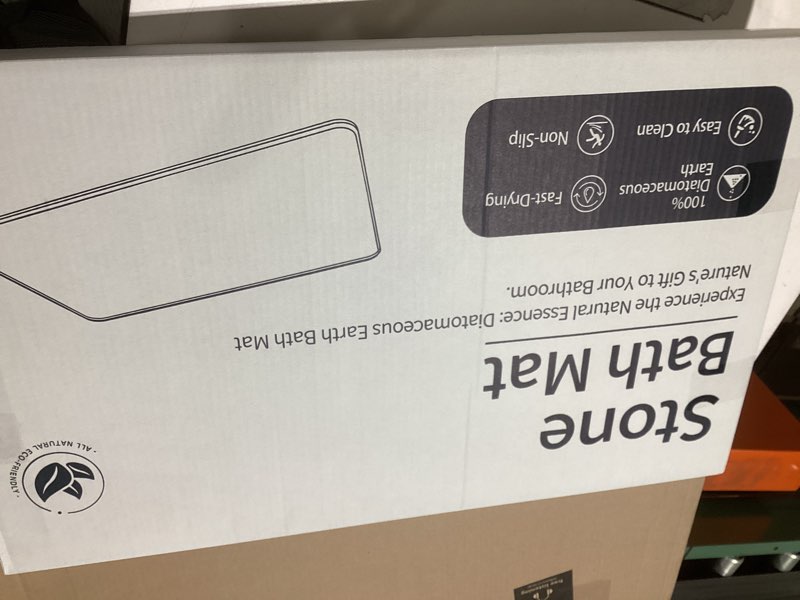 Stone
Bath Mat
Experience the Natural Essence: Diatomaceous Earth Bath Mat
Nature's Gift to Your Bathroom.
100%
Diatomaceous
Earth
Fast-Drying
Easy to Clean
Non-Slip
• ALL NATURAL ECO-FRIENDLY •